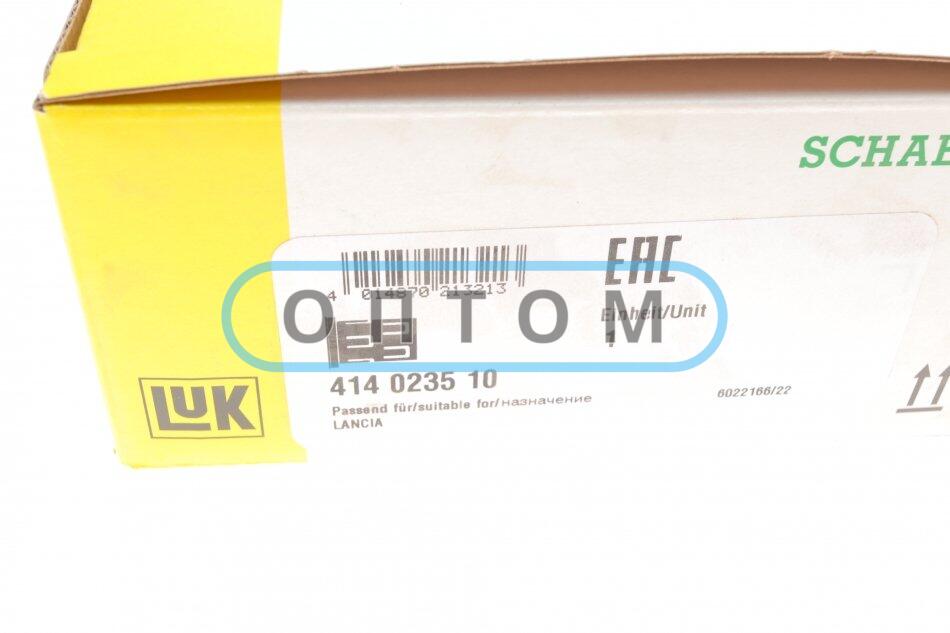 SCHAE
EAC
4 014870 213213
ОПТОМ
Einheit/Unit
1
414 0235 10
Passend für/suitable for/назначение
LANCIA
6022166/22
LUK